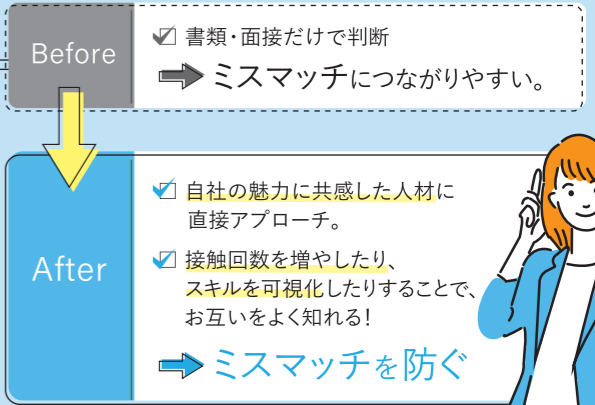 Before
書類・面接だけで判断
ミスマッチにつながりやすい。
After
自社の魅力に共感した人材に
直接アプローチ。
接触回数を増やしたり、
スキルを可視化したりすることで、
お互いをよく知れる!
ミスマッチを防ぐ